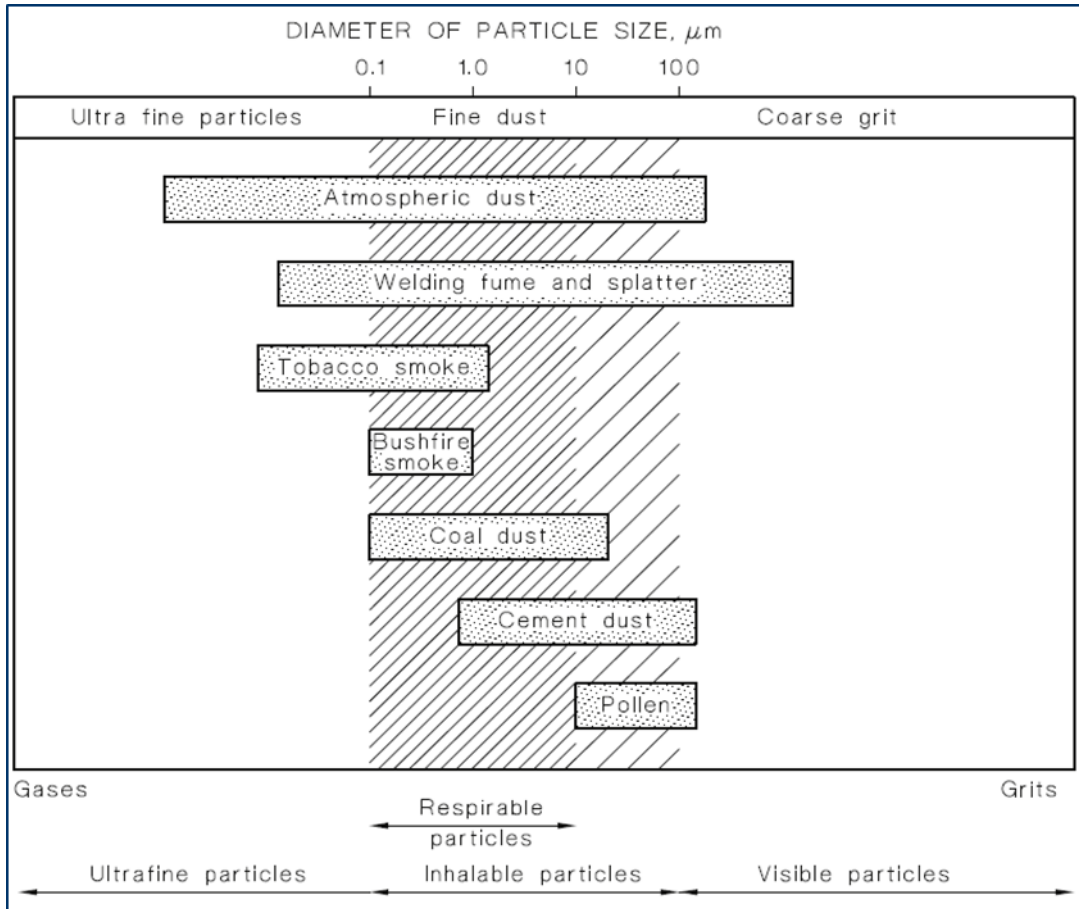 DIAMETER OF PARTICLE SIZE, μm
0.1 1.0 10 100
Ultra fine particles Fine dust Coarse grit
Atmospheric dust
Welding fume and splatter
Tobacco smoke
Bushfire
smoke
Coal dust
Cement dust
Pollen
Gases Grits
Respirable
particles
Ultrafine particles Inhalable particles Visible particles